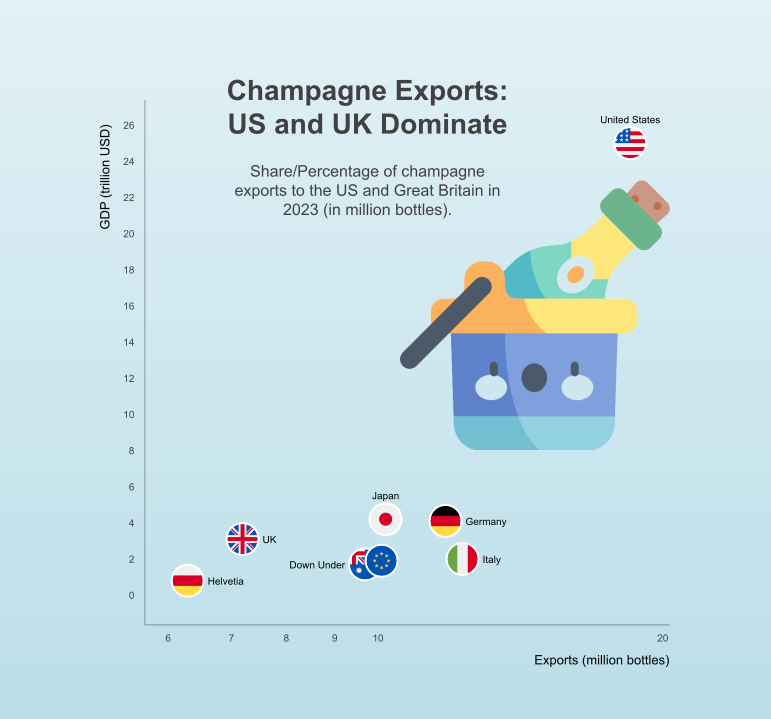 Champagne Exports:
US and UK Dominate
Share/Percentage of champagne
exports to the US and Great Britain in
2023 (in million bottles).
GDP (trillion USD)
26
24
22
20
18
16
14
12
10
8
6
4
2
0
United States
Japan
Germany
UK
Down Under
Italy
Helvetia
6
7
8
9
10
20
Exports (million bottles)